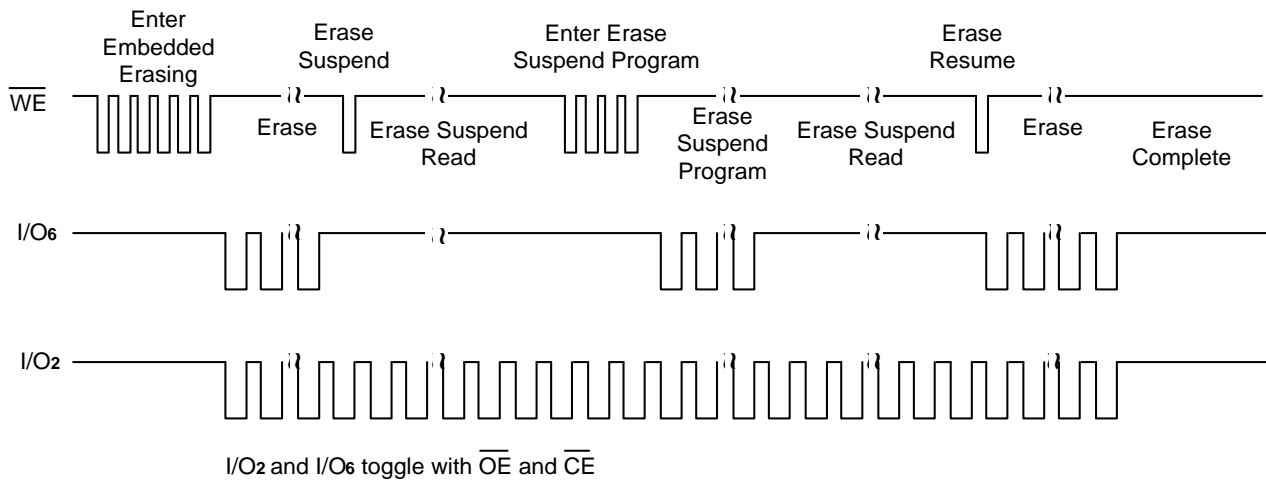 Enter
Embedded
Erasing
Erase
Suspend
Enter Erase
Suspend Program
Erase
Resume
WE
Erase
Erase Suspend
Read
Erase
Suspend
Program
Erase Suspend
Read
Erase
Erase
Complete
I/O6
I/O2
I/O2 and I/O6 toggle with OE and CE